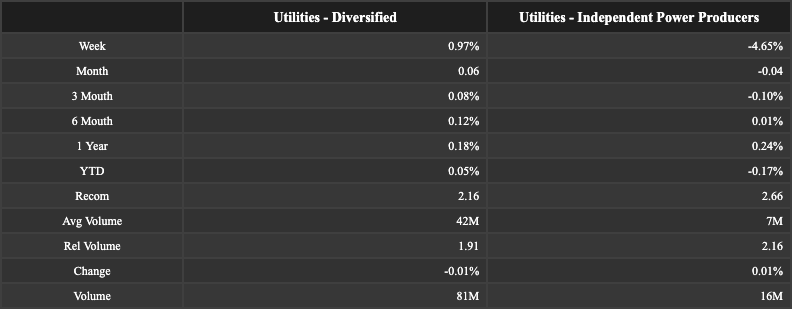 Utilities - Diversified Utilities - Independent Power Producers
Week 0.97% -4.65%
Month 0.06 -0.04
3 Mouth 0.08% -0.10%
6 Mouth 0.12% 0.01%
1 Year 0.18% 0.24%
YTD 0.05% -0.17%
Recom 2.16 2.66
Avg Volume 42M 7M
Rel Volume 1.91 2.16
Change -0.01% 0.01%
Volume 81M 16M